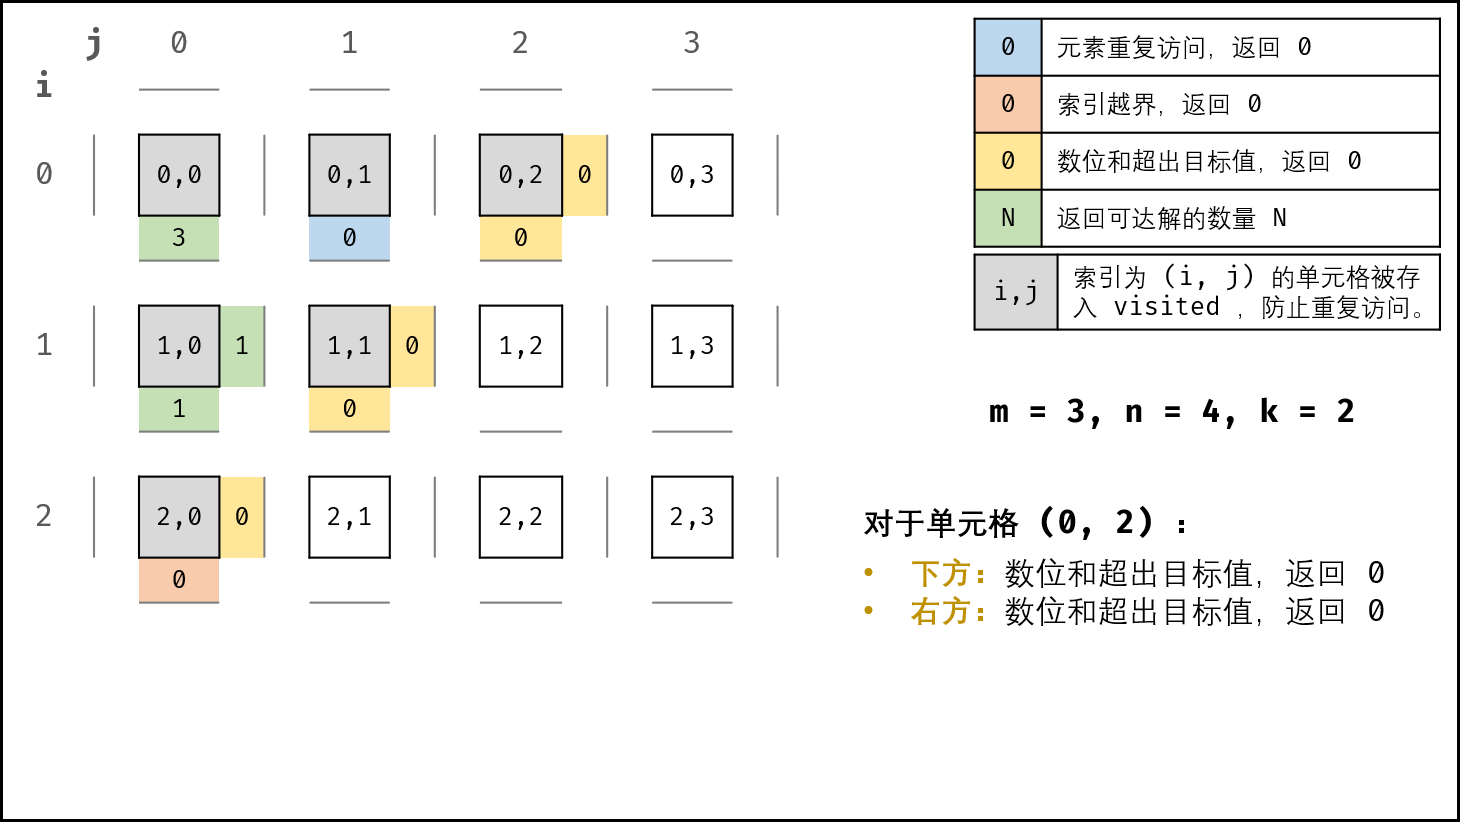 j 0 1 2 3
i
0 0,0 0,1 0,2 0 0,3
3 0 0
1 1,0 1 1,1 0 1,2 1,3
1 0
2 2,0 0 2,1 2,2 2,3
0
0 元素重复访问，返回 0
0 索引越界，返回 0
0 数位和超出目标值，返回 0
N 返回可达解的数量 N
i,j 索引为 (i, j) 的单元格被存
入 visited ，防止重复访问。
m = 3, n = 4, k = 2
对于单元格 (0, 2) ：
• 下方：数位和超出目标值，返回 0
• 右方：数位和超出目标值，返回 0